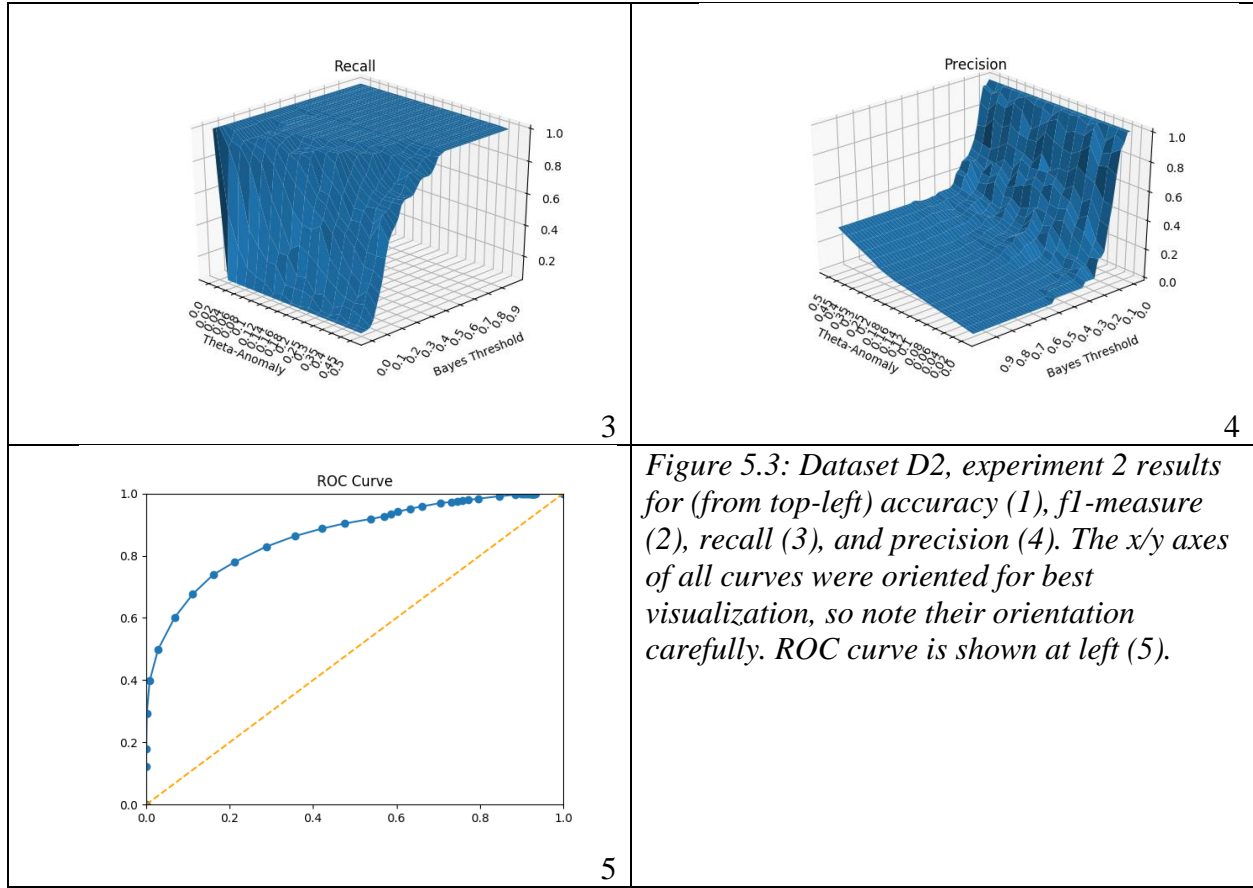 Recall
1.0
0.8
0.6
0.4
0.2
Theta-Anomaly
0.0
0.1
0.2
0.3
0.4
0.5
0.6
0.7
0.8
0.9
Bayes Threshold
3
Precision
1.0
0.8
0.6
0.4
0.2
0.0
Theta-Anomaly
0.9
0.8
0.7
0.6
0.5
0.4
0.3
0.2
0.1
0.0
Bayes Threshold
4
ROC Curve
1.0
0.8
0.6
0.4
0.2
0.0
0.0 0.2 0.4 0.6 0.8 1.0
5
Figure 5.3: Dataset D2, experiment 2 results
for (from top-left) accuracy (1), f1-measure
(2), recall (3), and precision (4). The x/y axes
of all curves were oriented for best
visualization, so note their orientation
carefully. ROC curve is shown at left (5).